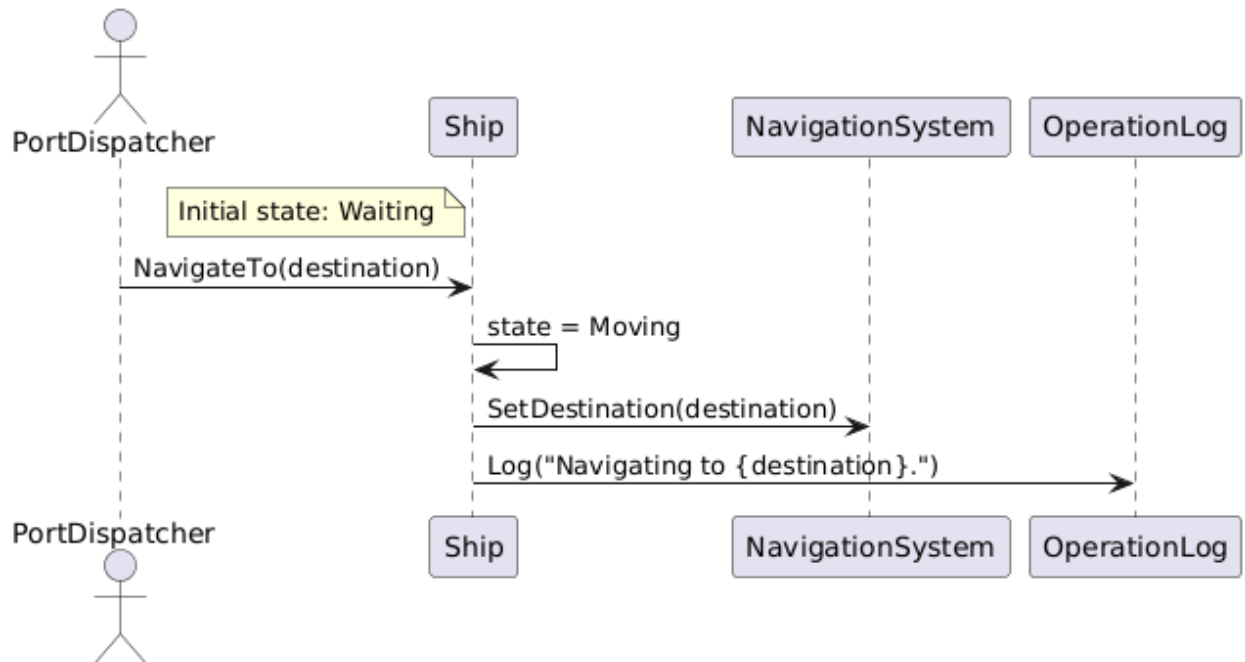 PortDispatcher
Ship
NavigationSystem
OperationLog
Initial state: Waiting
NavigateTo(destination)
state = Moving
SetDestination(destination)
Log("Navigating to {destination}.")
PortDispatcher
Ship
NavigationSystem
OperationLog